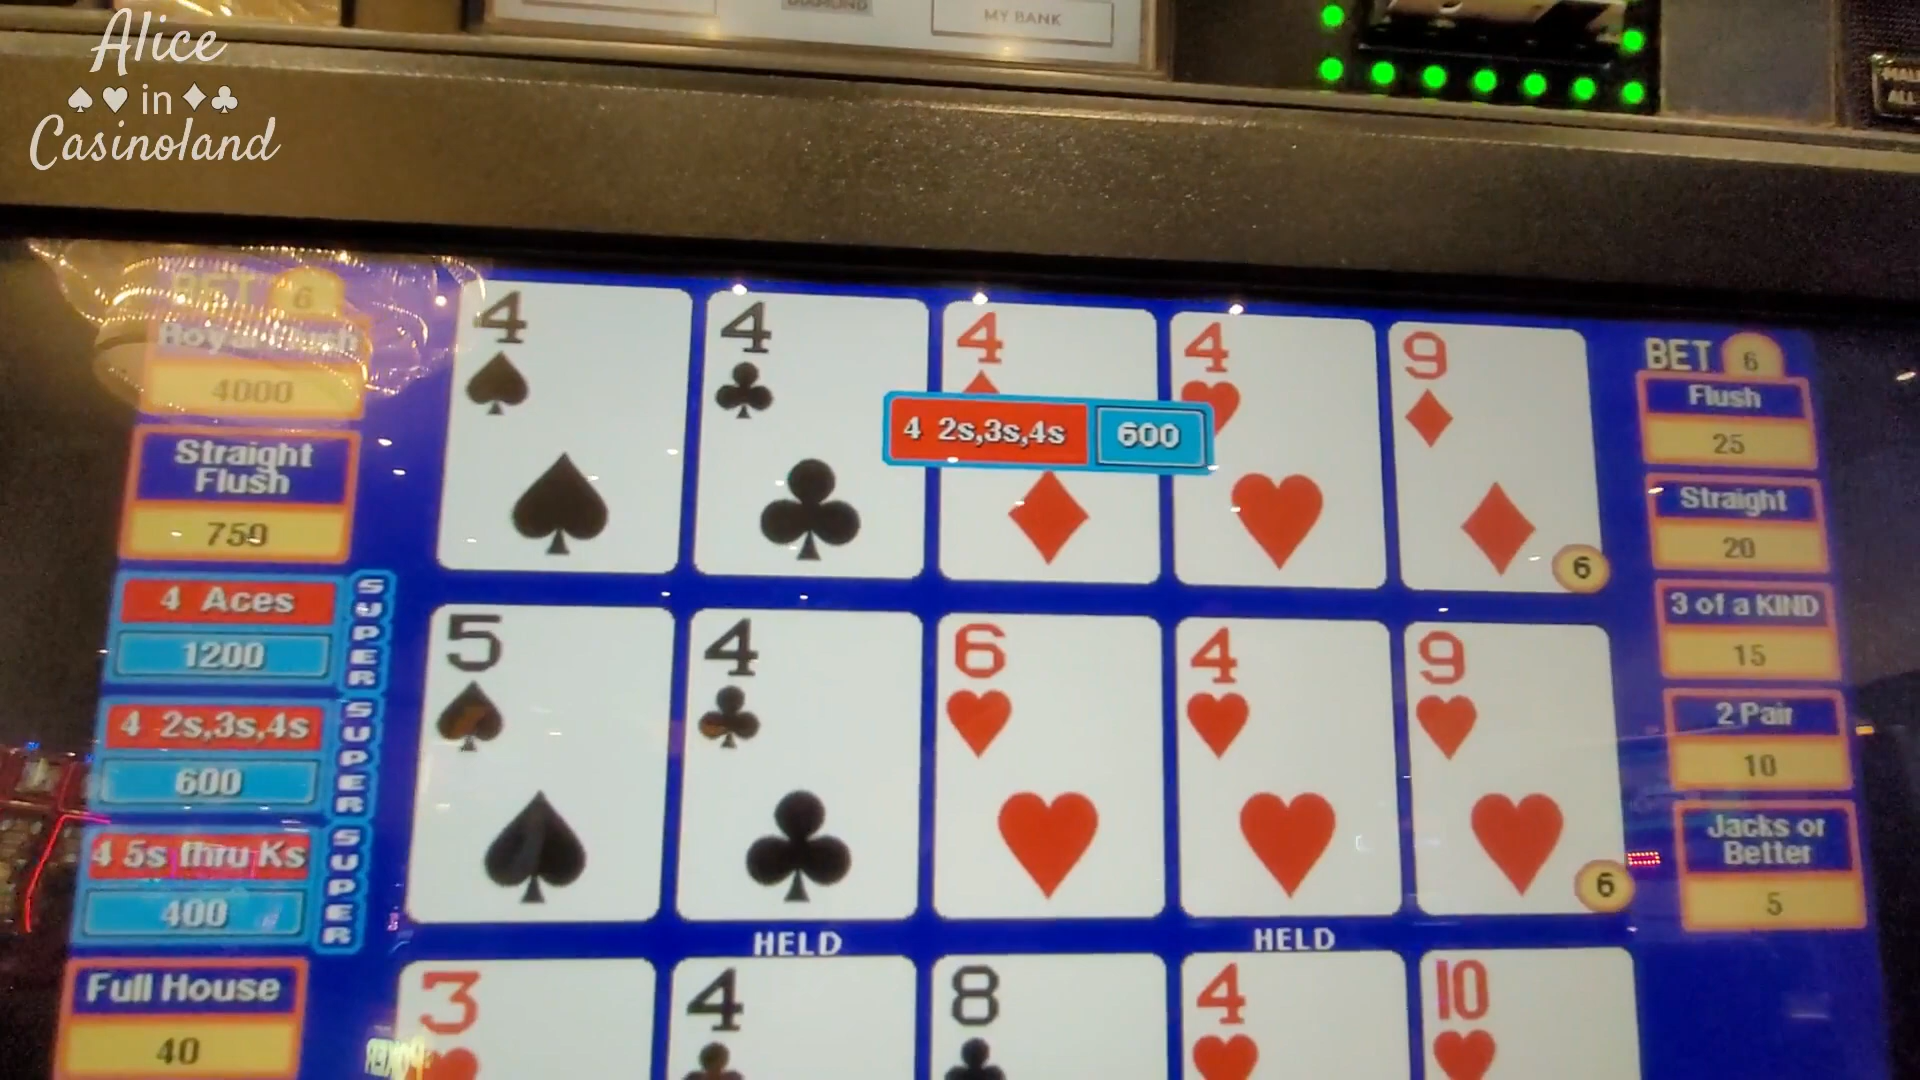 Alice
in
Casinoland
DIAMOND
MY BANK
BET 6
Royal Flush
4000
Straight
Flush
750
4 Aces
1200
SUPER
4 2s,3s,4s
600
SUPER
4 5s thru Ks
400
SUPER
Full House
40
4
4
4
4
9
4 2s,3s,4s 600
6
5
4
6
4
9
6
HELD
HELD
3
4
8
4
10
BET 6
Flush
25
Straight
20
3 of a KIND
15
2 Pair
10
Jacks or
Better
5